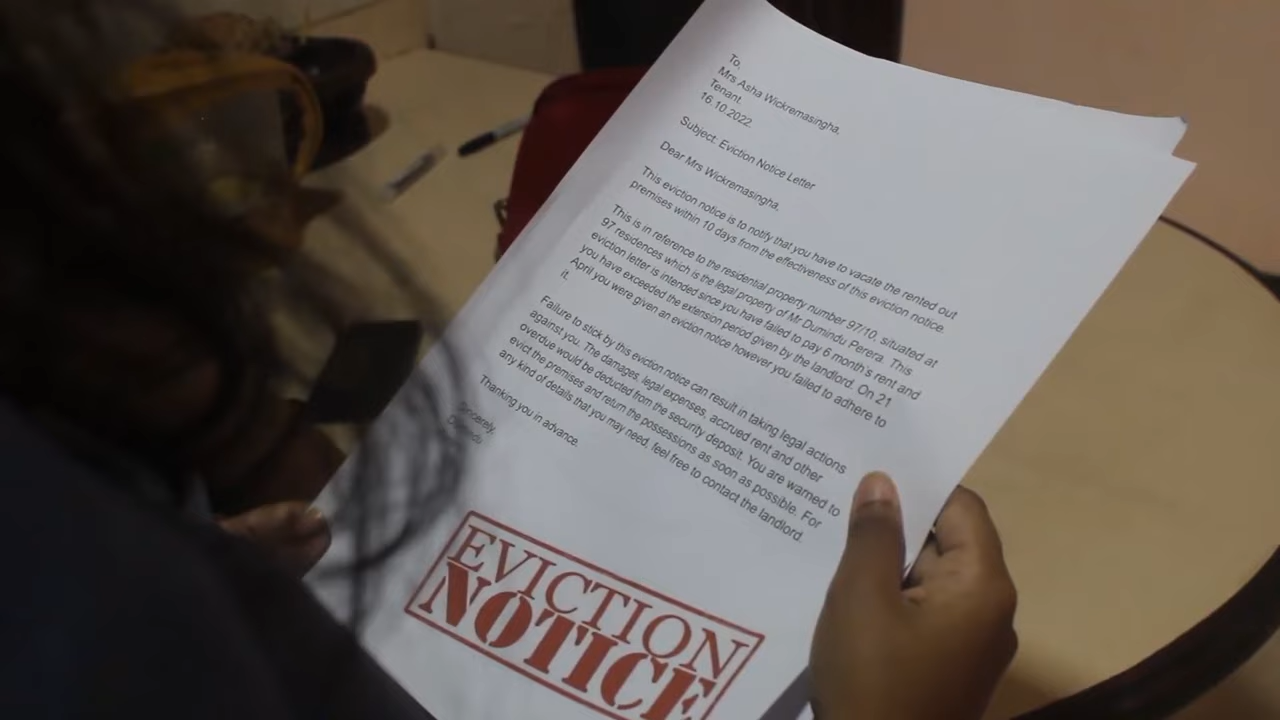 To,
Mrs Asha Wickremasingha,
Tenant.
16.10.2022.
Subject: Eviction Notice Letter
Dear Mrs Wickremasingha,
This eviction notice is to notify that you have to vacate the rented out
premises within 10 days from the effectiveness of this eviction notice.
This is in reference to the residential property number 97/10, situated at
97 residences which is the legal property of Mr Dumindu Perera. This
eviction letter is intended since you have failed to pay 6 month's rent and
you have exceeded the extension period given by the landlord. On 21
April you were given an eviction notice however you failed to adhere to
it.
Failure to stick by this eviction notice can result in taking legal actions
against you. The damages, legal expenses, accrued rent and other
overdue would be deducted from the security deposit. You are warned to
evict the premises and return the possessions as soon as possible. For
any kind of details that you may need, feel free to contact the landlord.
Thanking you in advance.
Sincerely
EVICTION
NOTICE